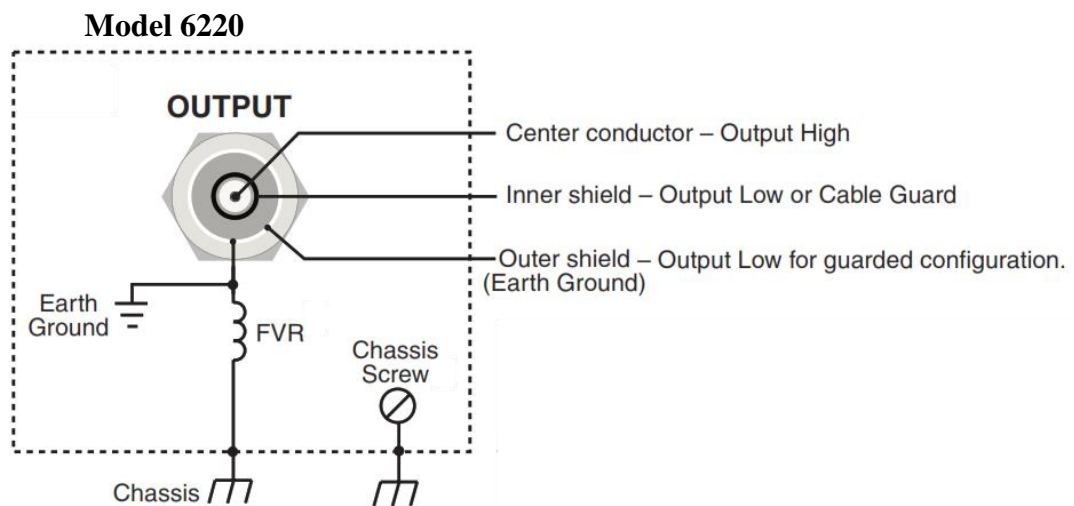 Model 6220
OUTPUT
Center conductor – Output High
Inner shield – Output Low or Cable Guard
Outer shield – Output Low for guarded configuration.
(Earth Ground)
Earth
Ground
FVR
Chassis
Screw
Chassis